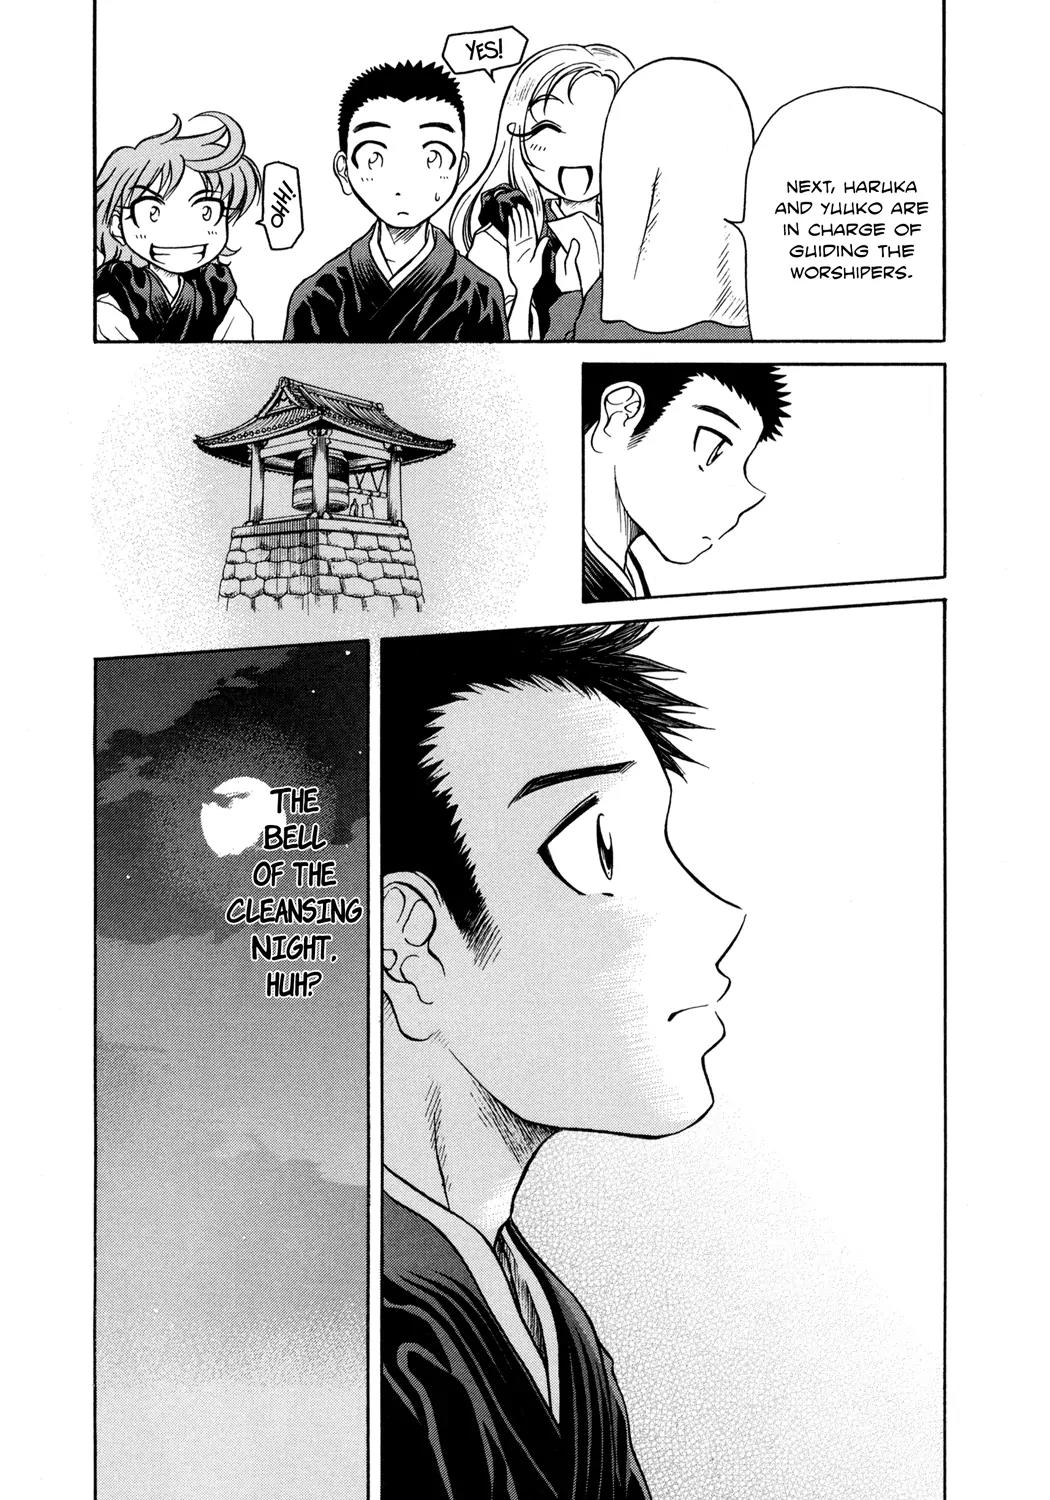 NEXT, HARUKA
AND YUUKO ARE
IN CHARGE OF
GUIDING THE
WORSHIPERS.
YES!
OHH!
THE
BELL
OF THE
CLEANSING
NIGHT,
HUH?